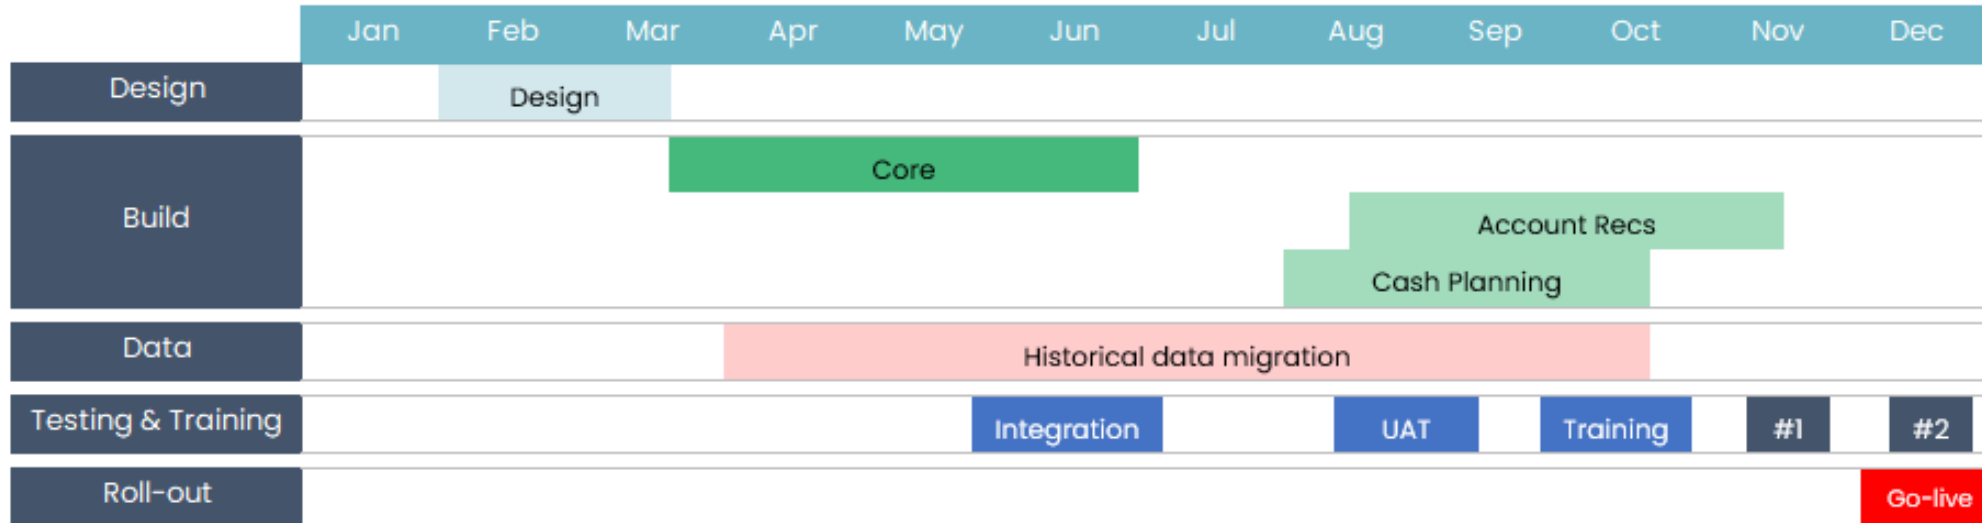 Jan Feb Mar Apr May Jun Jul Aug Sep Oct Nov Dec
Design Design
Core
Build Account Recs
Cash Planning
Data Historical data migration
Testing & Training Integration UAT Training #1 #2
Roll-out Go-live